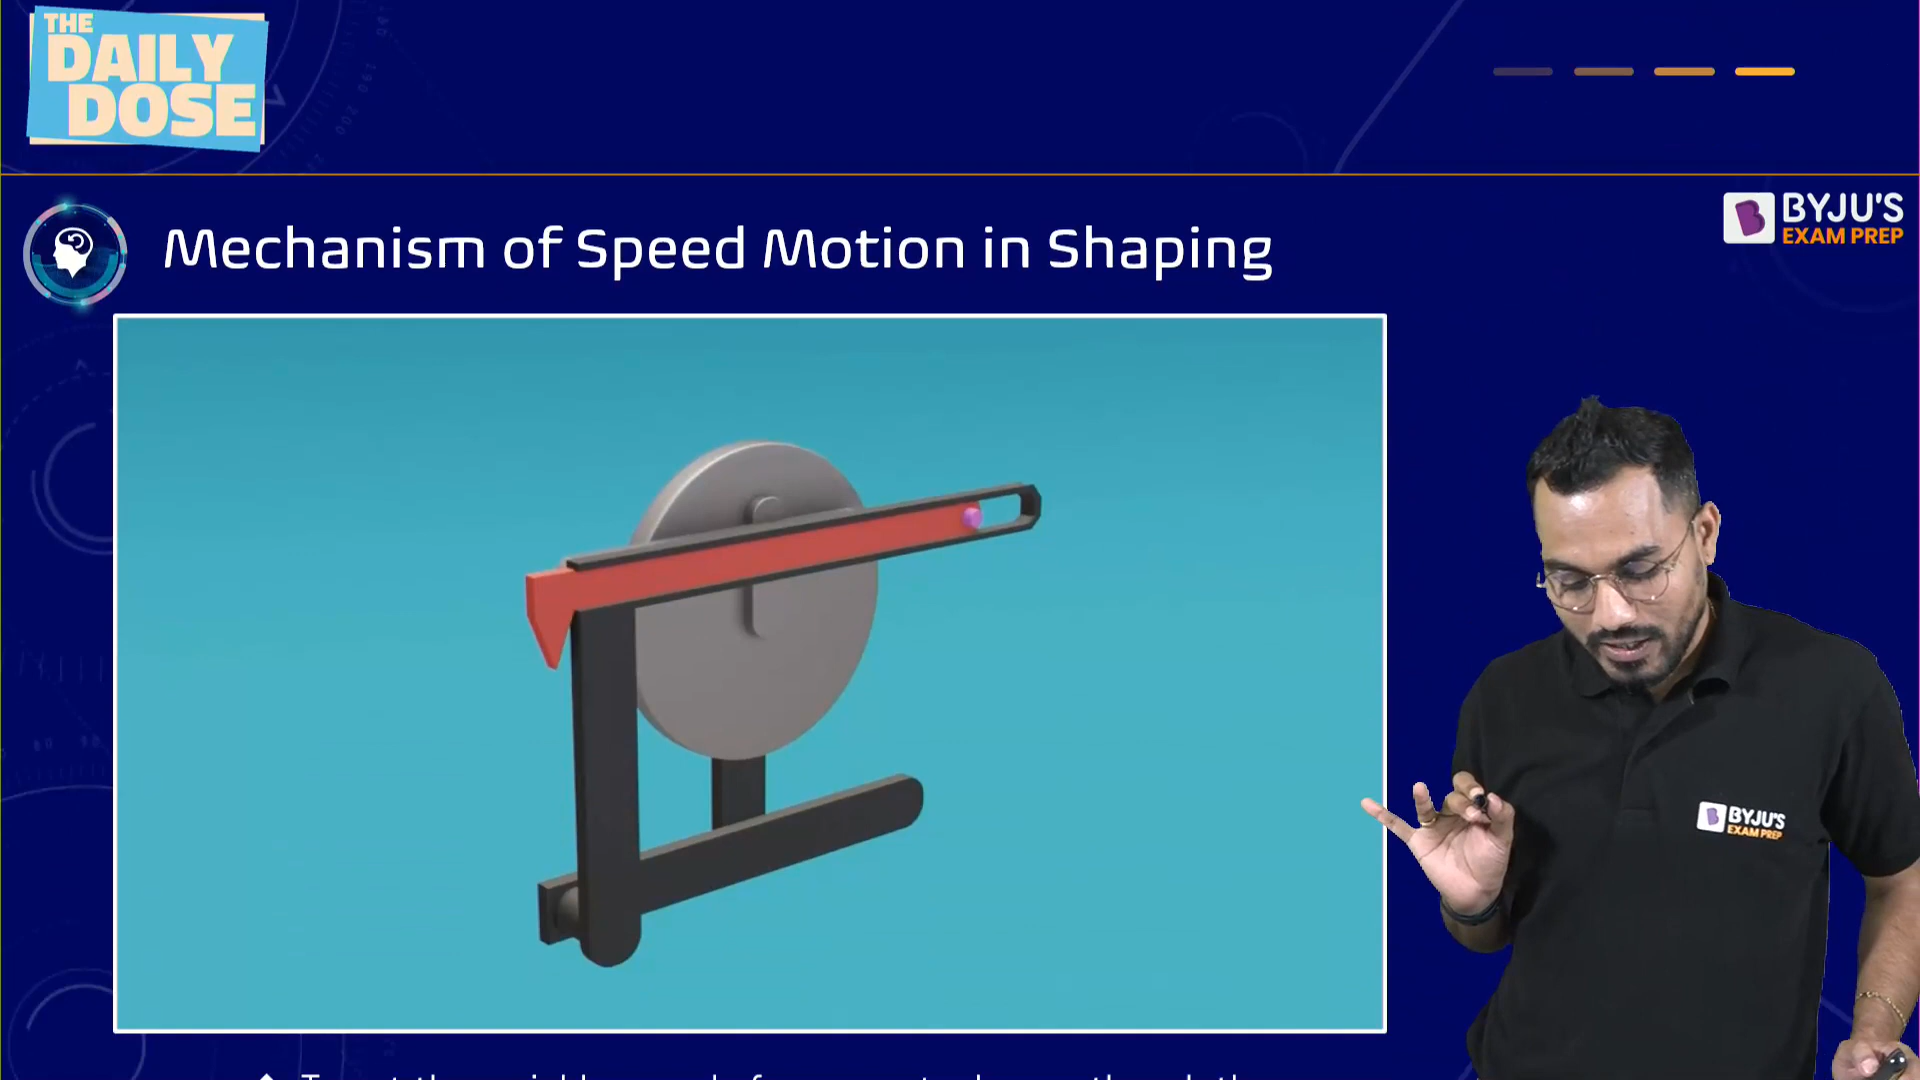 THE
DAILY
DOSE
BYJU'S
EXAM PREP
Mechanism of Speed Motion in Shaping
BYJU'S
EXAM PREP